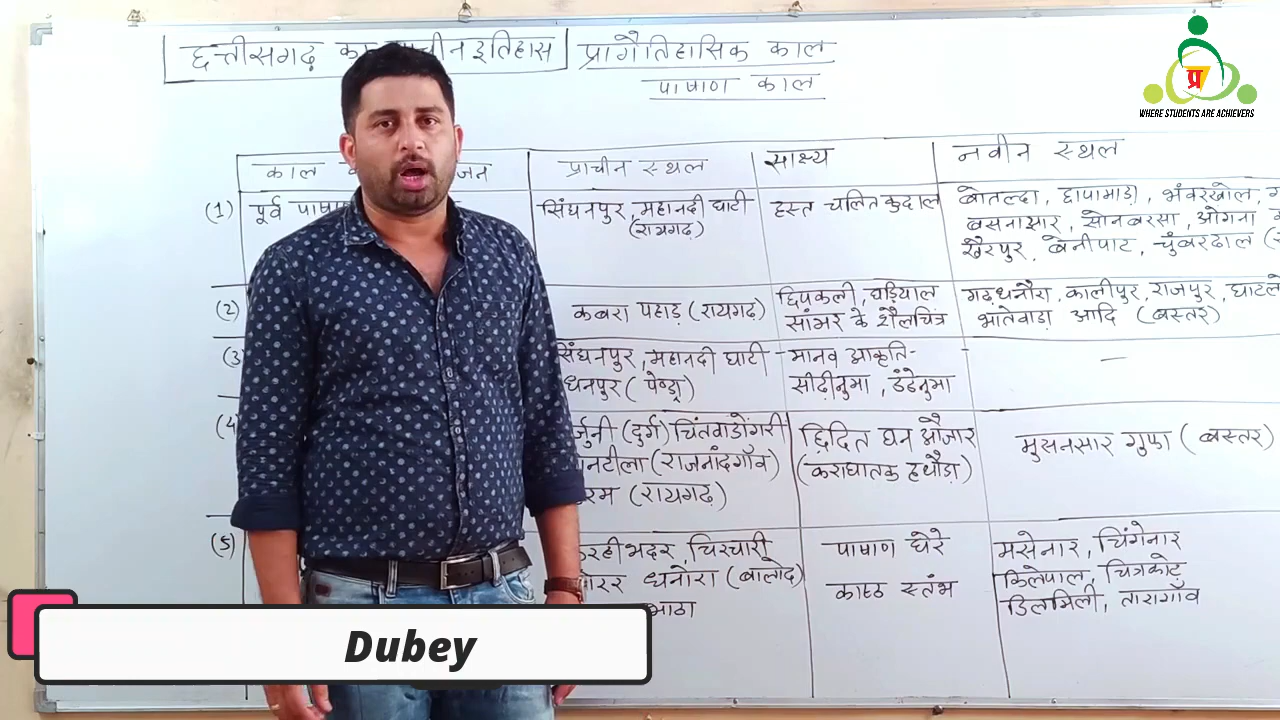 छत्तीसगढ़ का प्राचीन इतिहास प्रागैतिहासिक काल
पाषाण काल
प्र
WHERE STUDENTS ARE ACHIEVERS
काल जन प्राचीन स्थल साक्ष्य नवीन स्थल
(1) पूर्व पाषा सिंघनपुर, महानदी घाटी हस्त चलित कुदाल बोतल्दा, छापामाड़ा, भंवरखोल,
(रायगढ़) बसनाझर, सोनबरसा, ओंगना
खैरपुर, बेनीपाट, चुंवरढाल
(2) कबरा पहाड़ (रायगढ़) छिपकली, घड़ियाल गढ़धनौरा, कालीपुर, राजपुर,
सांभर के शैलचित्र भातेवाड़ा आदि (बस्तर)
(3) सिंघनपुर, महानदी घाटी - मानव आकृति- —
धनपुर (पेण्ड्रा) सीढ़ीनुमा, डंडेनुमा
(4) र्जुनी (दुर्ग) चितवाडोंगरी छिद्रित घन औजार मुसनसार गुफा (बस्तर)
नटीला (राजनांदगाँव) (कराघातक हथौड़ा)
रम (रायगढ़)
(5) करहीभदर, चिरचारी पाषाण घेरे मसेनार, चिंगेनार
रर धनोरा (बालोद) काष्ठ स्तंभ किलेपाल, चित्रकोट
भाठा डिलमिली, तारागाँव
Dubey